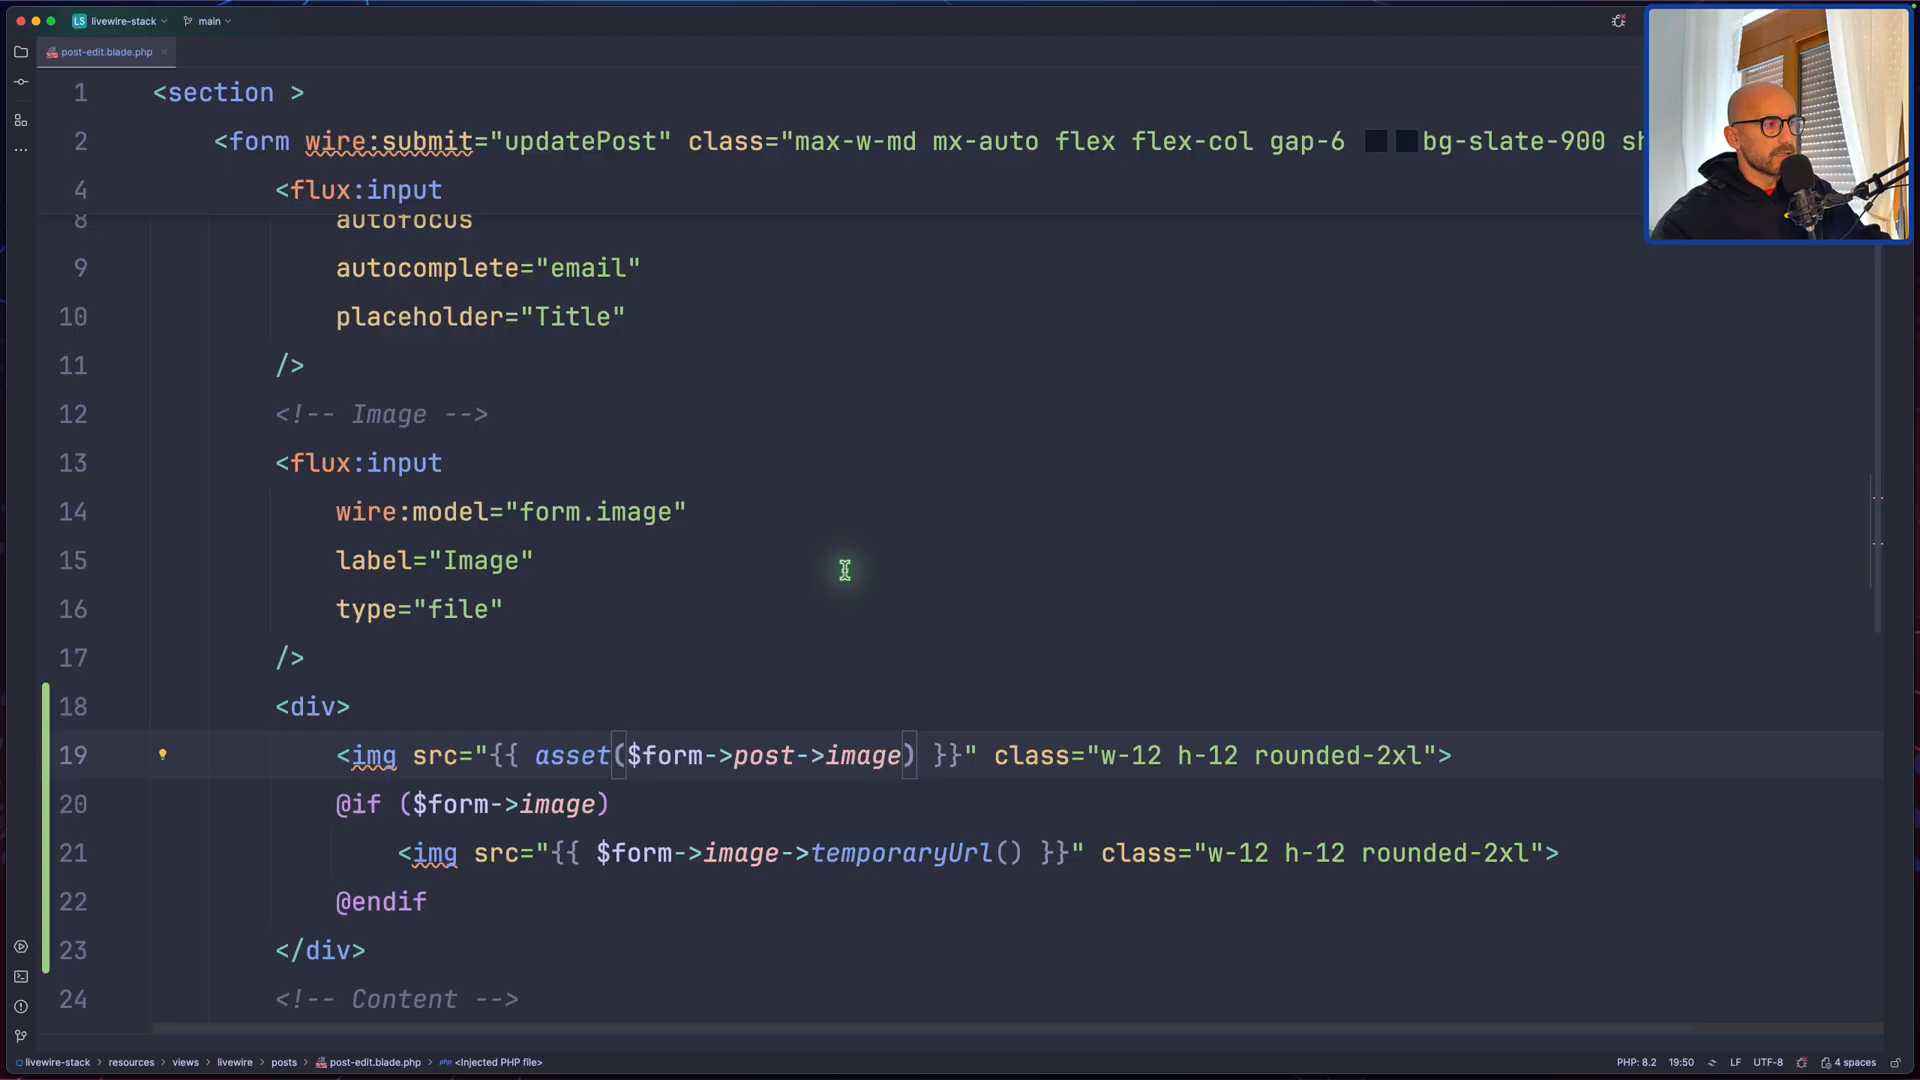 LS livewire-stack main
post-edit.blade.php
1 <section >
2 <form wire:submit="updatePost" class="max-w-md mx-auto flex flex-col gap-6 bg-slate-900 sh
4 <flux:input
8 autofocus
9 autocomplete="email"
10 placeholder="Title"
11 />
12 <!-- Image -->
13 <flux:input
14 wire:model="form.image"
15 label="Image"
16 type="file"
17 />
18 <div>
19 <img src="{{ asset($form->post->image) }}" class="w-12 h-12 rounded-2xl">
20 @if ($form->image)
21 <img src="{{ $form->image->temporaryUrl() }}" class="w-12 h-12 rounded-2xl">
22 @endif
23 </div>
24 <!-- Content -->
livewire-stack › resources › views › livewire › posts › post-edit.blade.php › php <Injected PHP file> PHP: 8.2 19:50 LF UTF-8 4 spaces